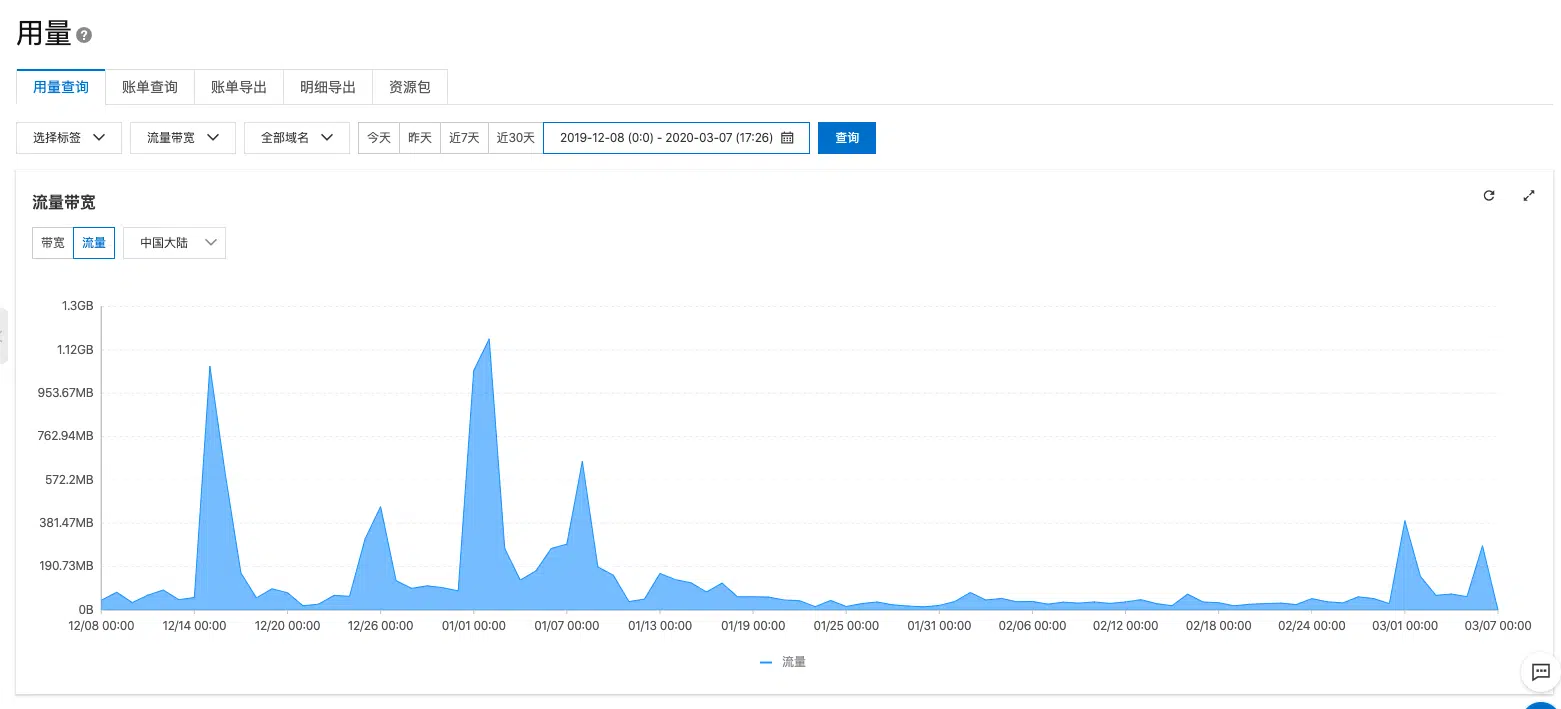 用量?
用量查询 账单查询 账单导出 明细导出 资源包
选择标签 流量带宽 全部域名 今天 昨天 近7天 近30天 2019-12-08 (0:0) - 2020-03-07 (17:26) 查询
流量带宽
带宽 流量 中国大陆
1.3GB
1.12GB
953.67MB
762.94MB
572.2MB
381.47MB
190.73MB
0B
12/08 00:00 12/14 00:00 12/20 00:00 12/26 00:00 01/01 00:00 01/07 00:00 01/13 00:00 01/19 00:00 01/25 00:00 01/31 00:00 02/06 00:00 02/12 00:00 02/18 00:00 02/24 00:00 03/01 00:00 03/07 00:00
流量